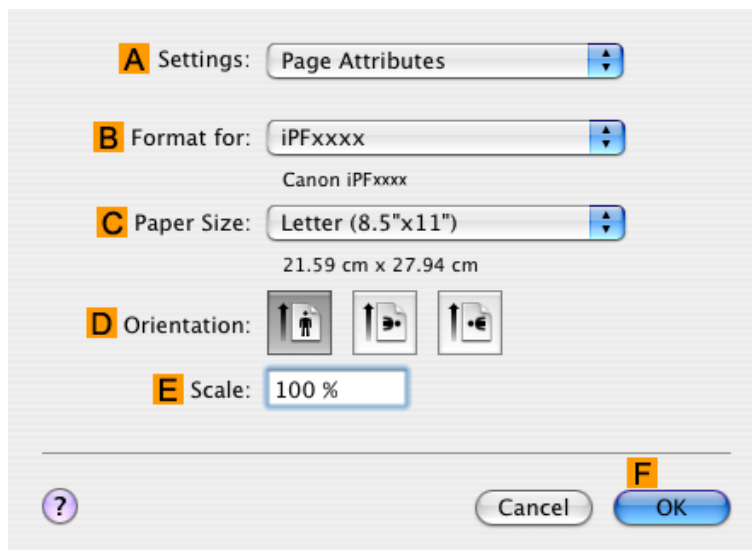 A Settings: Page Attributes
B Format for: iPFxxxx
Canon iPFxxxx
C Paper Size: Letter (8.5"x11")
21.59 cm x 27.94 cm
D Orientation:
E Scale: 100 %
F
? Cancel OK